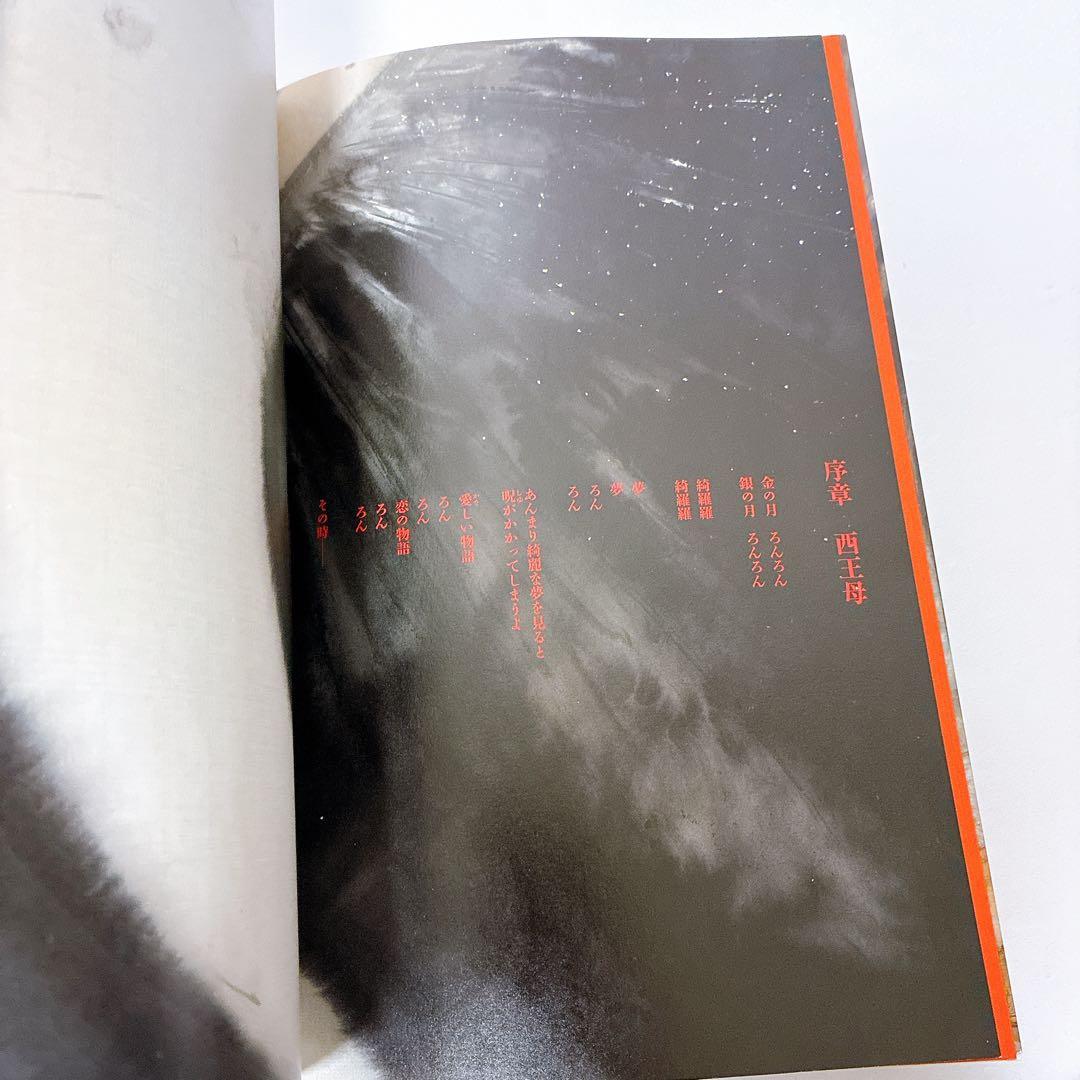 序章　西王母
金の月　ろんろん
銀の月　ろんろん
綺羅羅
綺羅羅
夢
夢
ろん
ろん
あんまり綺麗な夢を見ると
呪がかかってしまうよ
愛しい物語
ろん
ろん
恋の物語
ろん
ろん
その時――